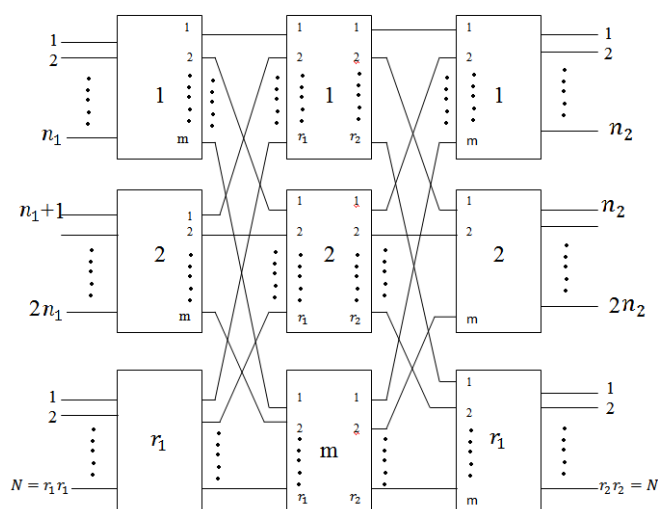 1 1 1 1 1
1
2 2 2 2 2 2
1 1 1
n₁ m r₁ r₂ m n₂
n₁+1 1 1 1 1 n₂
2 2 2 2
2 2 2
2n₁ m r₁ r₂ m 2n₂
1 1 1 1 1
2 2 2 2 2
r₁ m r₁
N = r₁r₁ r₁ r₂ m r₂r₂ = N